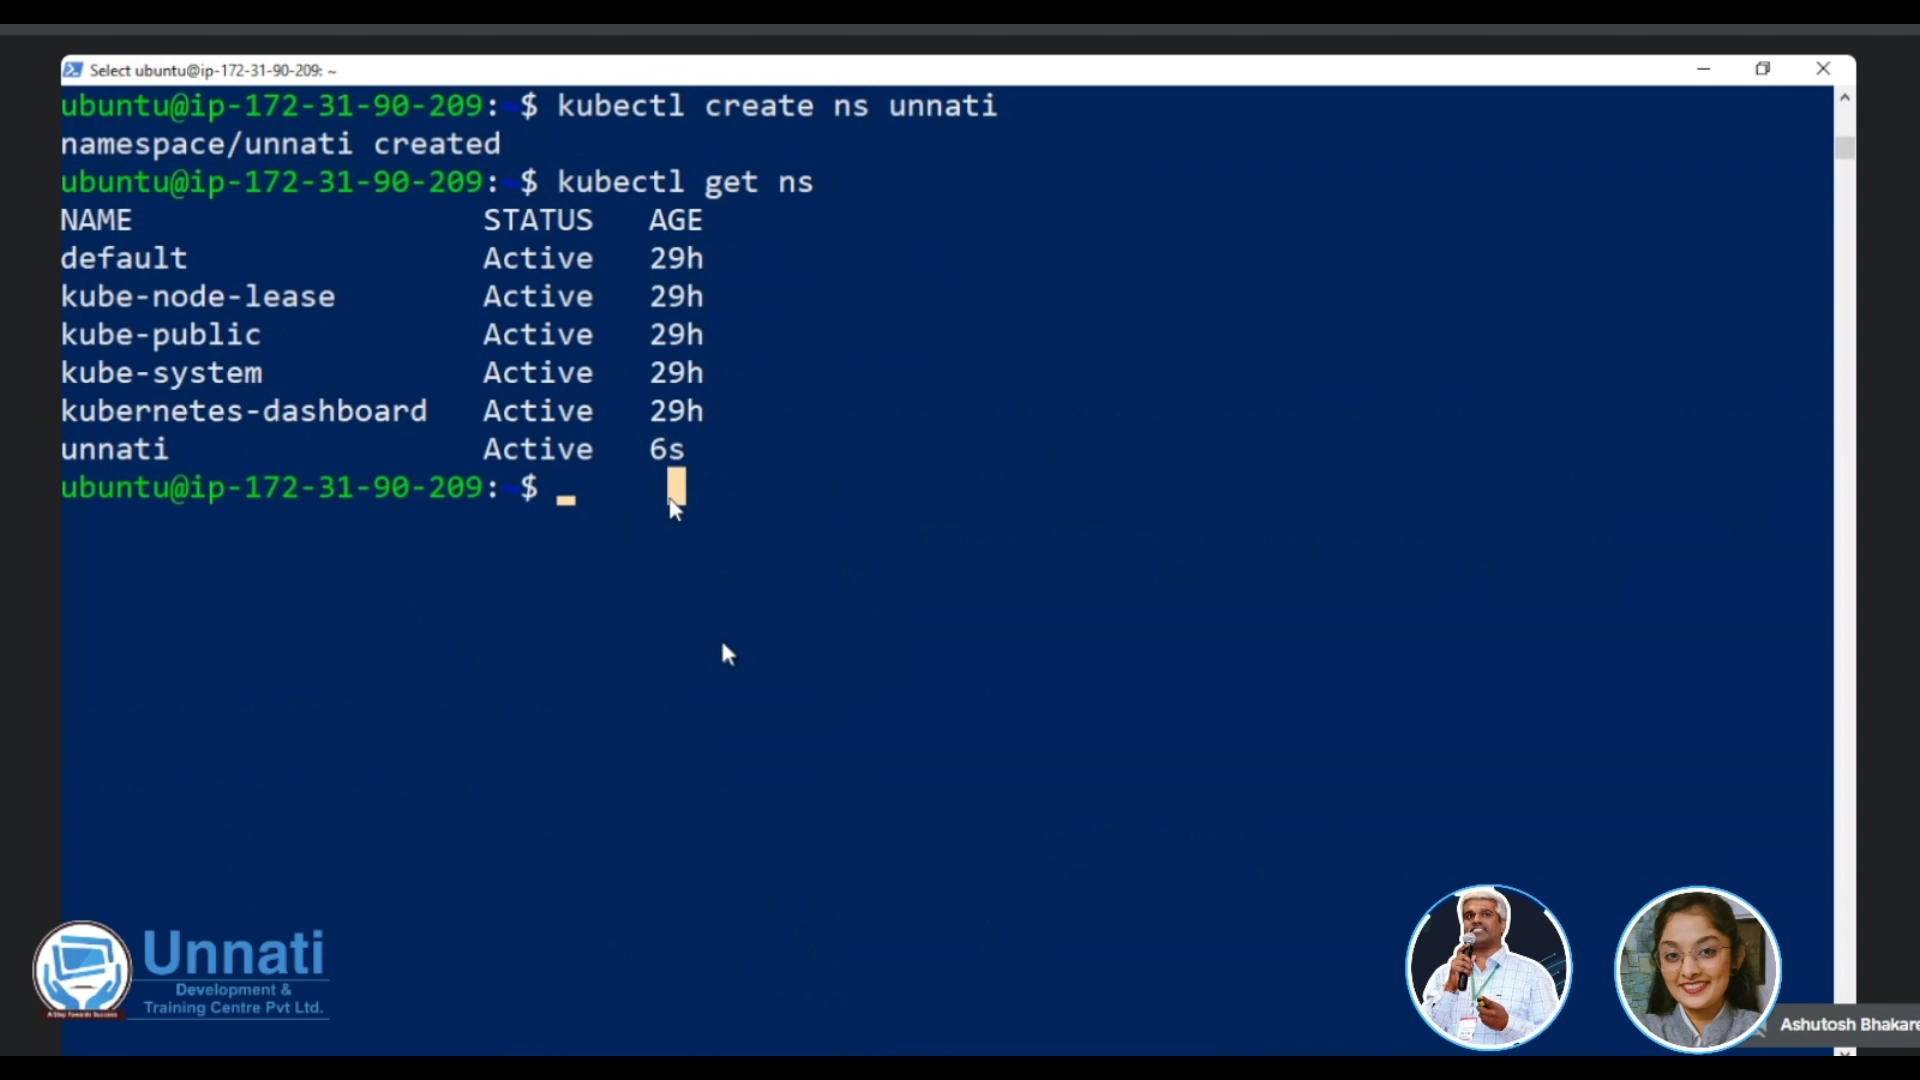 Select ubuntu@ip-172-31-90-209: ~
ubuntu@ip-172-31-90-209:~$ kubectl create ns unnati
namespace/unnati created
ubuntu@ip-172-31-90-209:~$ kubectl get ns
NAME STATUS AGE
default Active 29h
kube-node-lease Active 29h
kube-public Active 29h
kube-system Active 29h
kubernetes-dashboard Active 29h
unnati Active 6s
ubuntu@ip-172-31-90-209:~$
Unnati
Development &
Training Centre Pvt Ltd.
A Step Towards Success
Ashutosh Bhakare